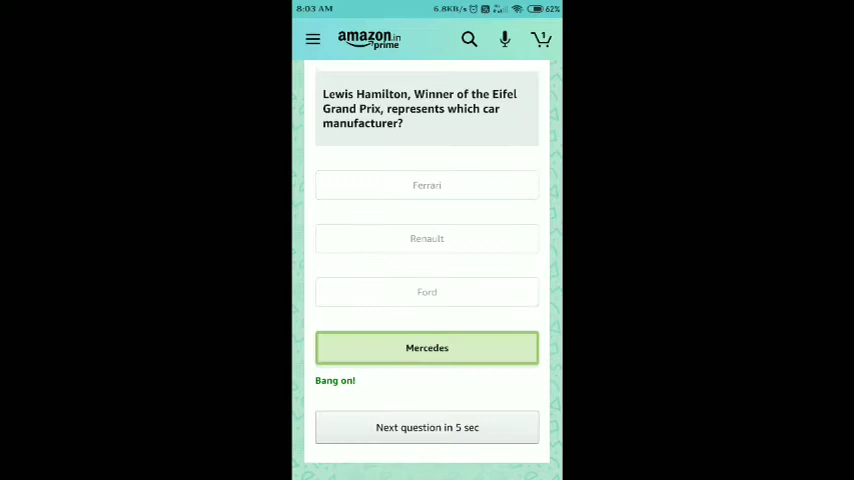 8:03 AM 6.8KB/s 62%
amazon.in
prime
1
Lewis Hamilton, Winner of the Eifel
Grand Prix, represents which car
manufacturer?
Ferrari
Renault
Ford
Mercedes
Bang on!
Next question in 5 sec